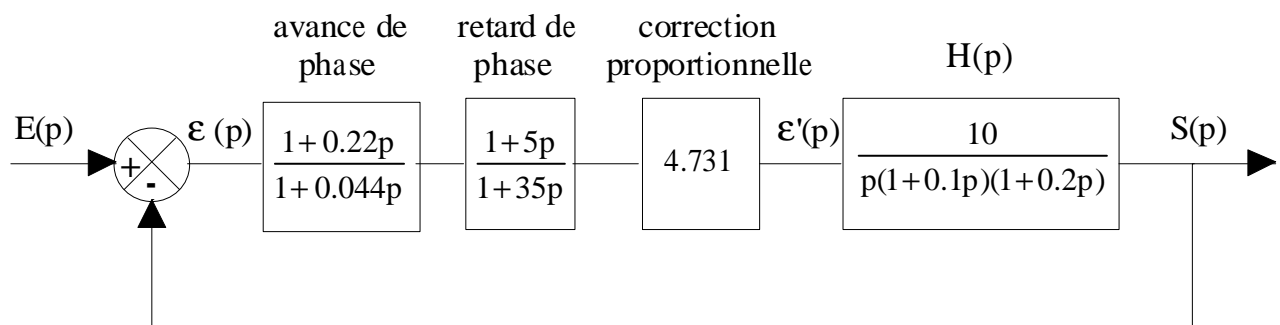 avance de phase
retard de phase
correction proportionnelle
H(p)
E(p)
+
-
ε (p)
1+0.22p
1+0.044p
1+5p
1+35p
4.731
ε'(p)
10
p(1+0.1p)(1+0.2p)
S(p)